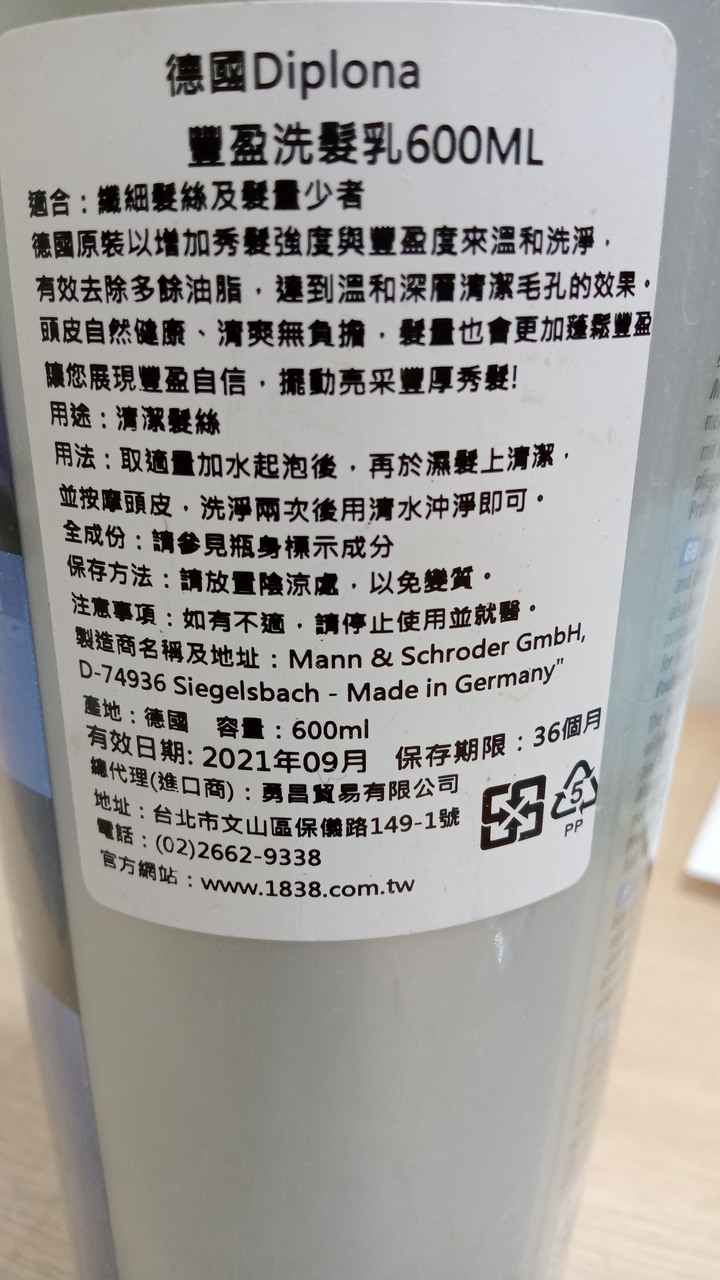 德國Diplona
豐盈洗髮乳600ML
適合：纖細髮絲及髮量少者
德國原裝以增加秀髮強度與豐盈度來溫和洗淨，
有效去除多餘油脂，達到溫和深層清潔毛孔的效果。
頭皮自然健康、清爽無負擔，髮量也會更加蓬鬆豐盈
讓您展現豐盈自信，擺動亮采豐厚秀髮!
用途：清潔髮絲
用法：取適量加水起泡後，再於濕髮上清潔，
並按摩頭皮，洗淨兩次後用清水沖淨即可。
全成份：請參見瓶身標示成分
保存方法：請放置陰涼處，以免變質。
注意事項：如有不適，請停止使用並就醫。
製造商名稱及地址：Mann & Schroder GmbH,
D-74936 Siegelsbach - Made in Germany"
產地：德國 容量：600ml
有效日期: 2021年09月 保存期限：36個月
總代理(進口商)：勇昌貿易有限公司
地址：台北市文山區保儀路149-1號
電話：(02)2662-9338
官方網站：www.1838.com.tw
5
PP
GB